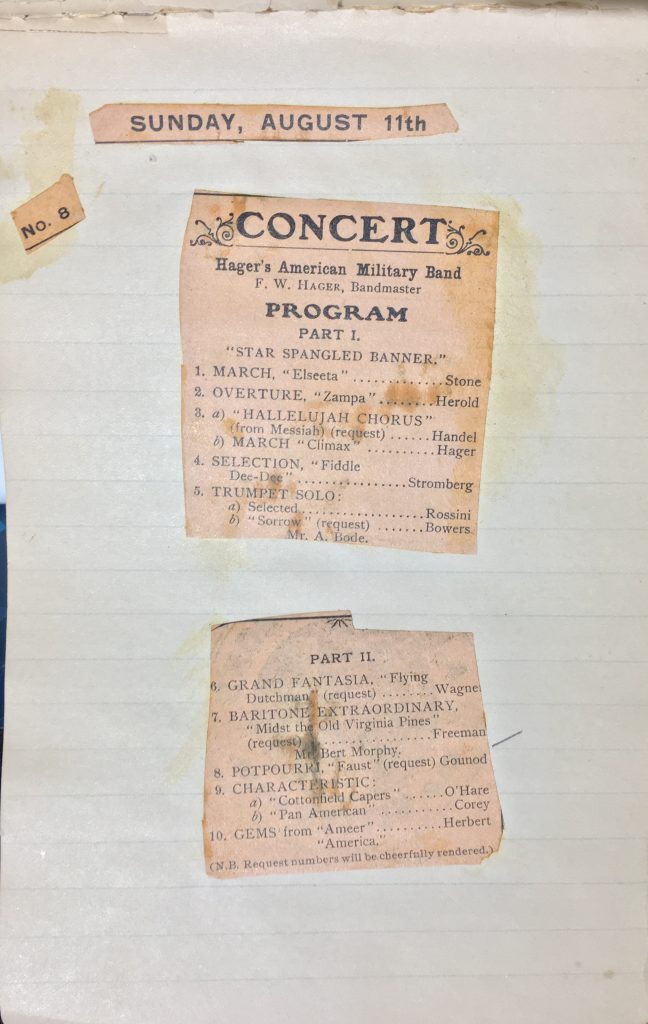 SUNDAY, AUGUST 11th
No. 8
CONCERT
Hager's American Military Band
F. W. HAGER, Bandmaster
PROGRAM
PART I.
"STAR SPANGLED BANNER."
1. MARCH, "Elseeta" .............Stone
2. OVERTURE, "Zampa" ........Herold
3. a) "HALLELUJAH CHORUS"
(from Messiah) (request) ......Handel
b) MARCH "Climax" ..........Hager
4. SELECTION, "Fiddle
Dee-Dee" ................Stromberg
5. TRUMPET SOLO:
a) Selected..................Rossini
b) "Sorrow" (request) .......Bowers
Mr. A. Bode.
PART II.
6. GRAND FANTASIA, "Flying
Dutchman" (request) ........Wagne
7. BARITONE EXTRAORDINARY,
"Midst the Old Virginia Pines"
(request) .................Freeman
Mr. Bert Morphy.
8. POTPOURRI, "Faust" (request) Gounod
9. CHARACTERISTIC:
a) "Cottonfield Capers" ......O'Hare
b) "Pan American" ...........Corey
10. GEMS from "Ameer"..........Herbert
"America."
(N.B. Request numbers will be cheerfully rendered.)